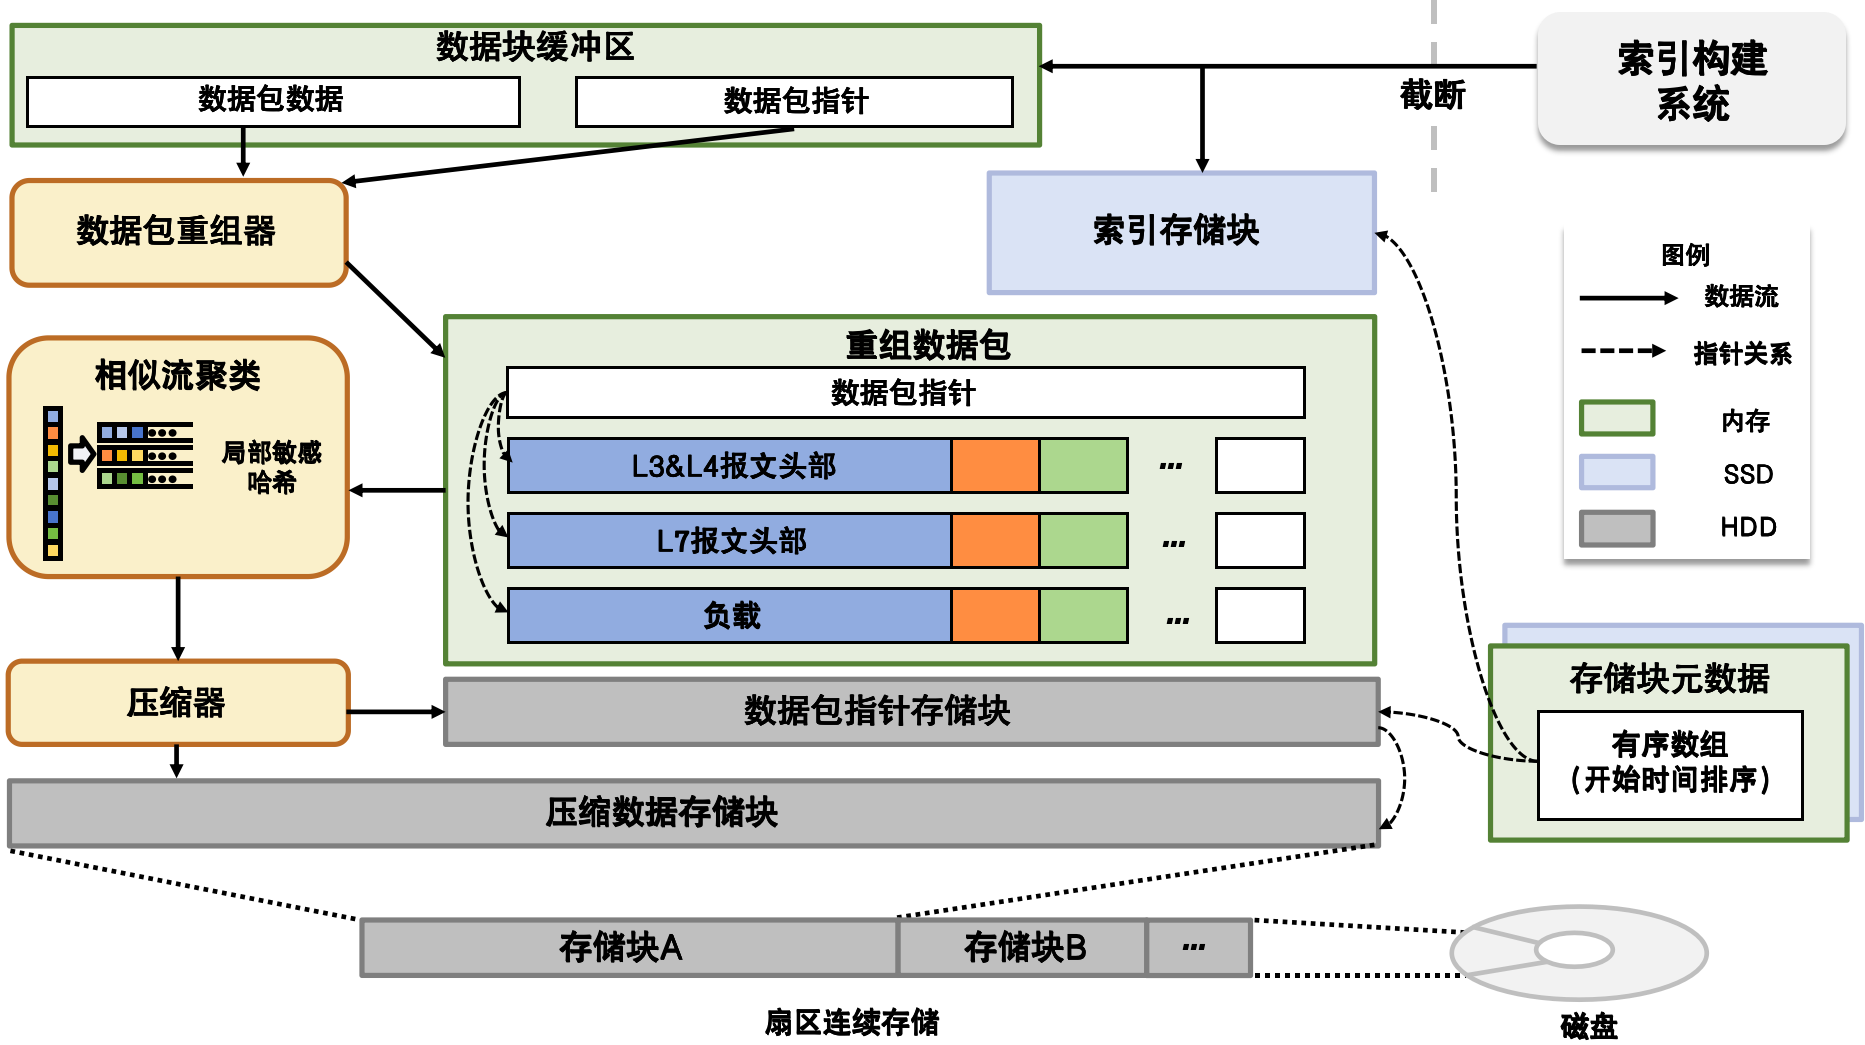 数据块缓冲区
数据包数据
数据包指针
截断
索引构建
系统
数据包重组器
索引存储块
图例
数据流
指针关系
内存
SSD
HDD
相似流聚类
局部敏感
哈希
重组数据包
数据包指针
L3&L4报文头部
...
L7报文头部
...
负载
...
压缩器
数据包指针存储块
存储块元数据
有序数组
(开始时间排序)
压缩数据存储块
存储块A
存储块B
...
扇区连续存储
磁盘